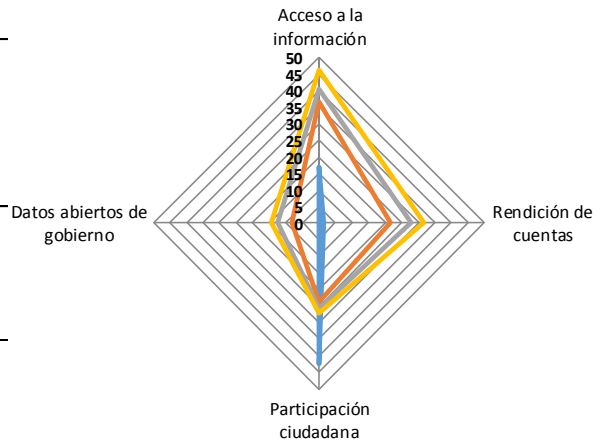 Acceso a la
información
50
45
40
35
30
25
20
15
10
5
0
Datos abiertos de
gobierno
Rendición de
cuentas
Participación
ciudadana